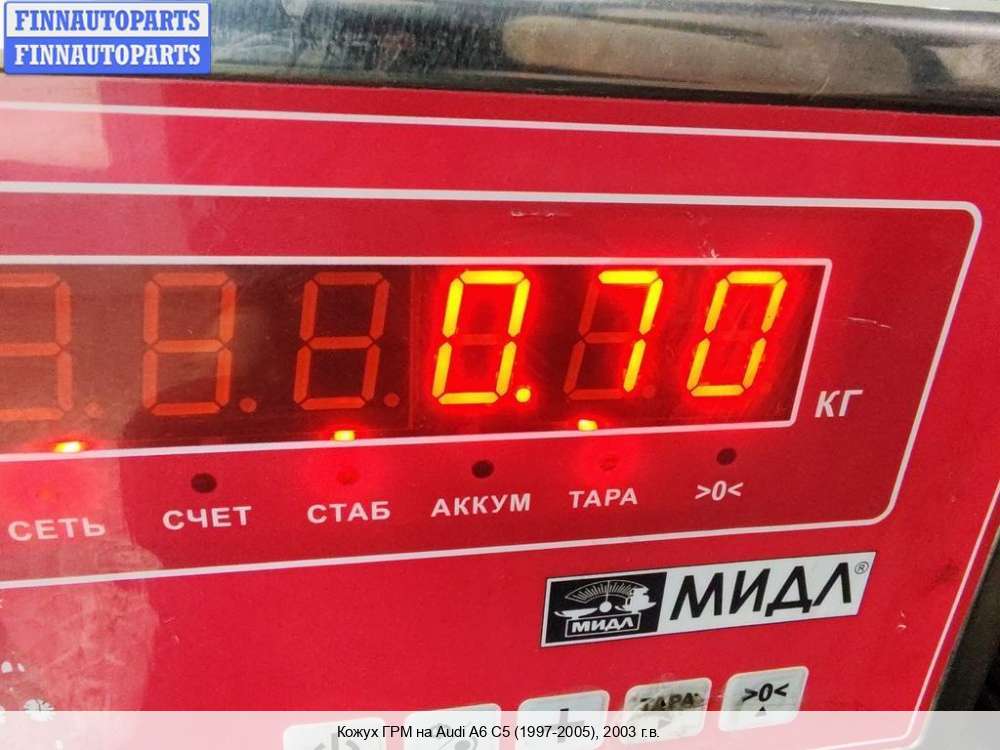 FINNAUTOPARTS
FINNAUTOPARTS
0.70
КГ
СЕТЬ СЧЕТ СТАБ АККУМ ТАРА >0<
МИДЛ МИДЛ®
+ ТАРА >0<
Кожух ГРМ на Audi A6 C5 (1997-2005), 2003 г.в.